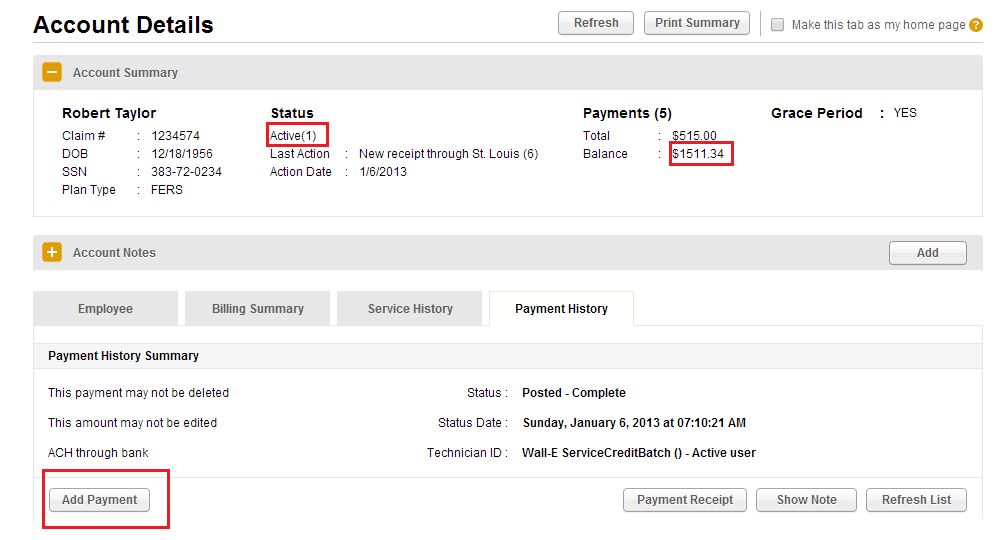 Account Details
Refresh
Print Summary
Make this tab as my home page ?
Account Summary
Robert Taylor
Claim # : 1234574
DOB : 12/18/1956
SSN : 383-72-0234
Plan Type : FERS
Status
Active(1)
Last Action : New receipt through St. Louis (6)
Action Date : 1/6/2013
Payments (5)
Total : $515.00
Balance : $1511.34
Grace Period : YES
Account Notes
Add
Employee
Billing Summary
Service History
Payment History
Payment History Summary
This payment may not be deleted
Status : Posted - Complete
This amount may not be edited
Status Date : Sunday, January 6, 2013 at 07:10:21 AM
ACH through bank
Technician ID : Wall-E ServiceCreditBatch () - Active user
Add Payment
Payment Receipt
Show Note
Refresh List